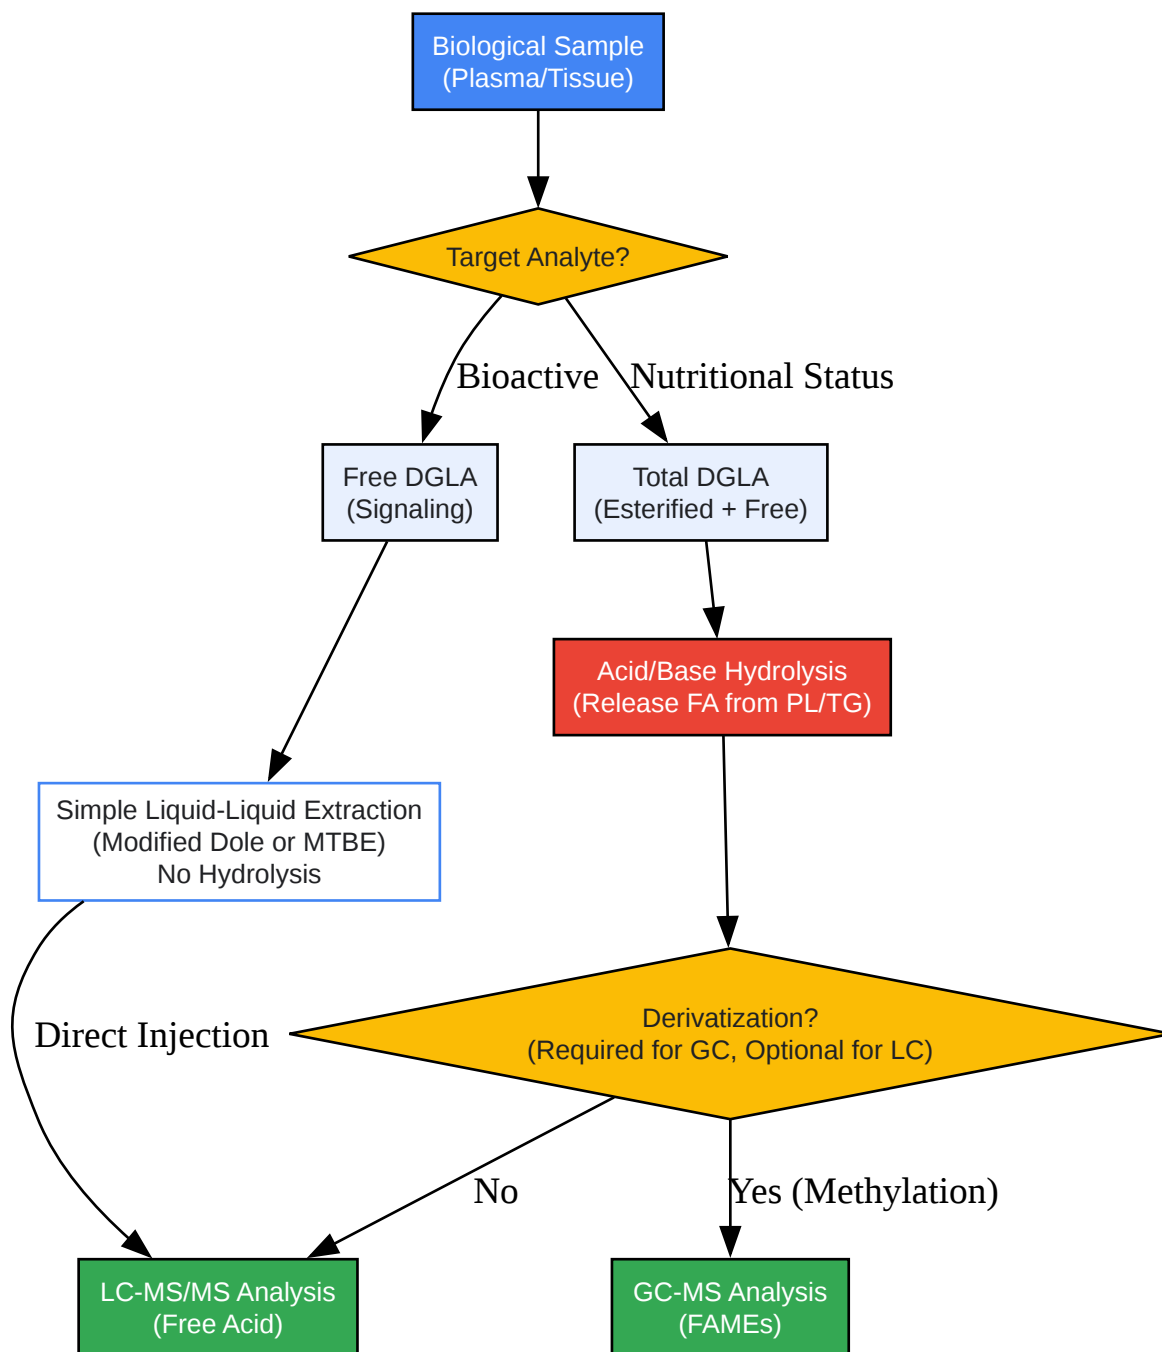 Biological Sample
(Plasma/Tissue)
Target Analyte?
Bioactive
Nutritional Status
Free DGLA
(Signaling)
Total DGLA
(Esterified + Free)
Acid/Base Hydrolysis
(Release FA from PL/TG)
Simple Liquid-Liquid Extraction
(Modified Dole or MTBE)
No Hydrolysis
Direct Injection
Derivatization?
(Required for GC, Optional for LC)
No
Yes (Methylation)
LC-MS/MS Analysis
(Free Acid)
GC-MS Analysis
(FAMEs)